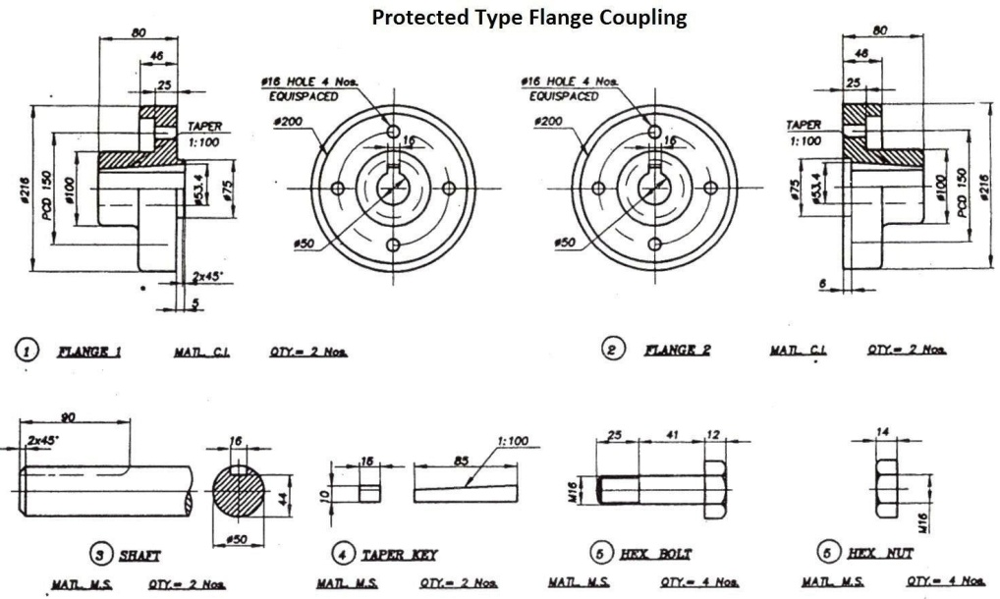 Protected Type Flange Coupling
80
46
25
TAPER
1:100
ø216
PCD 150
ø100
ø53.4
ø75
2x45°
5
ø16 HOLE 4 Nos.
EQUISPACED
ø200
16
ø50
ø16 HOLE 4 Nos.
EQUISPACED
ø200
16
ø50
80
46
25
TAPER
1:100
ø75
ø53.4
ø100
PCD 150
ø216
6
1 FLANGE 1 MATL. C.I. QTY.= 2 Nos.
2 FLANGE 2 MATL. C.I. QTY.= 2 Nos.
90
2x45°
16
44
ø50
3 SHAFT
MATL. M.S. QTY.= 2 Nos.
16
10
85
1:100
4 TAPER KEY
MATL. M.S. QTY.= 2 Nos.
25
41
12
M16
5 HEX BOLT
MATL. M.S. QTY.= 4 Nos.
14
M16
5 HEX NUT
MATL. M.S. QTY.= 4 Nos.